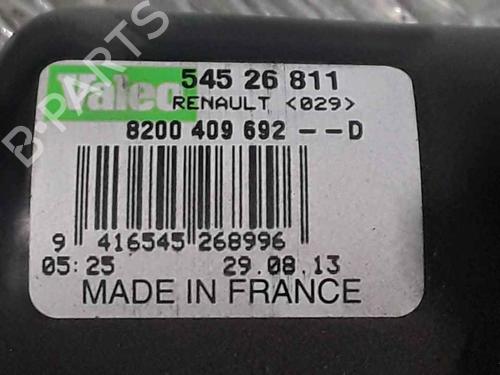 B-PARTS
Valeo
545 26 811
RENAULT <029>
8200 409 692 -- D
9 416545 268996
05:25 29.08.13
MADE IN FRANCE